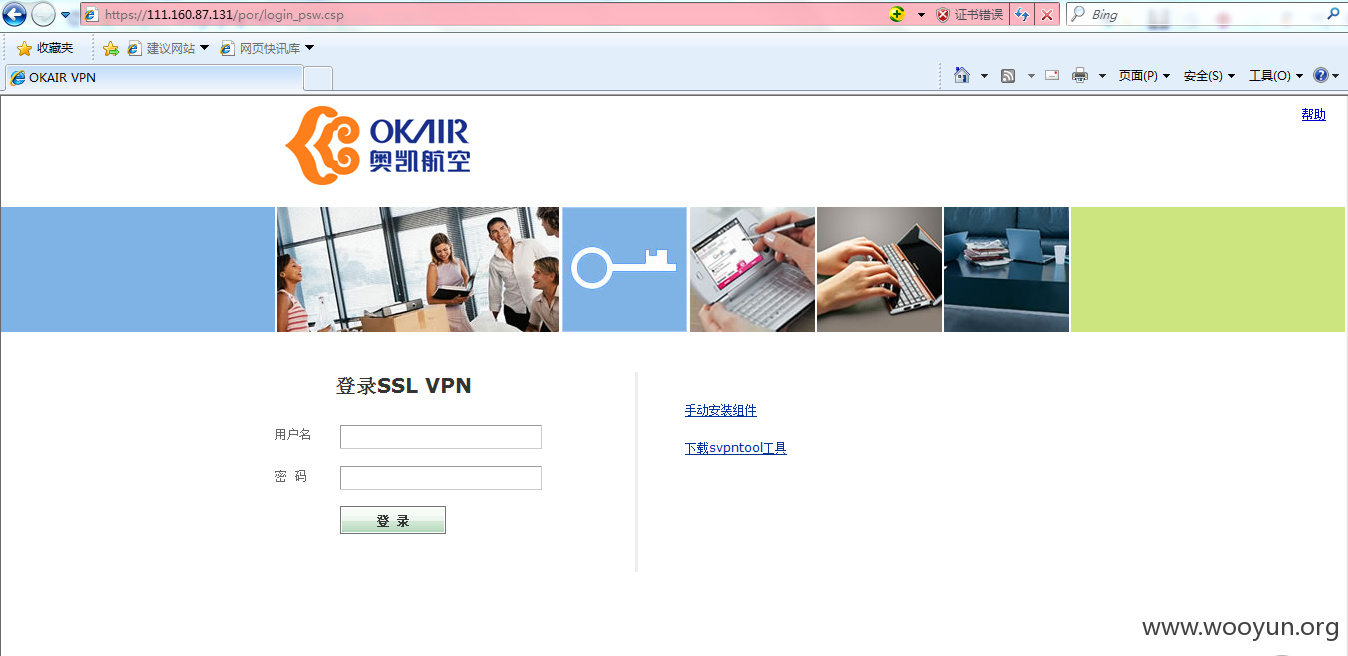 https://111.160.87.131/por/login_psw.csp 证书错误 Bing
收藏夹 建议网站 网页快讯库
OKAIR VPN 页面(P) 安全(S) 工具(O)
帮助
OKAIR
奥凯航空
登录SSL VPN
用户名
密 码
登 录
手动安装组件
下载svpntool工具
www.wooyun.org